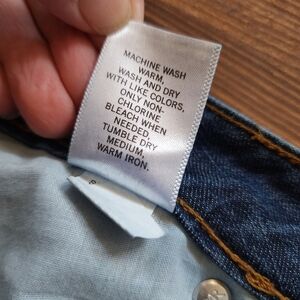 MACHINE WASH
WARM,
WASH AND DRY
WITH LIKE COLORS,
ONLY NON-
CHLORINE
BLEACH WHEN
NEEDED,
TUMBLE DRY
MEDIUM,
WARM IRON.